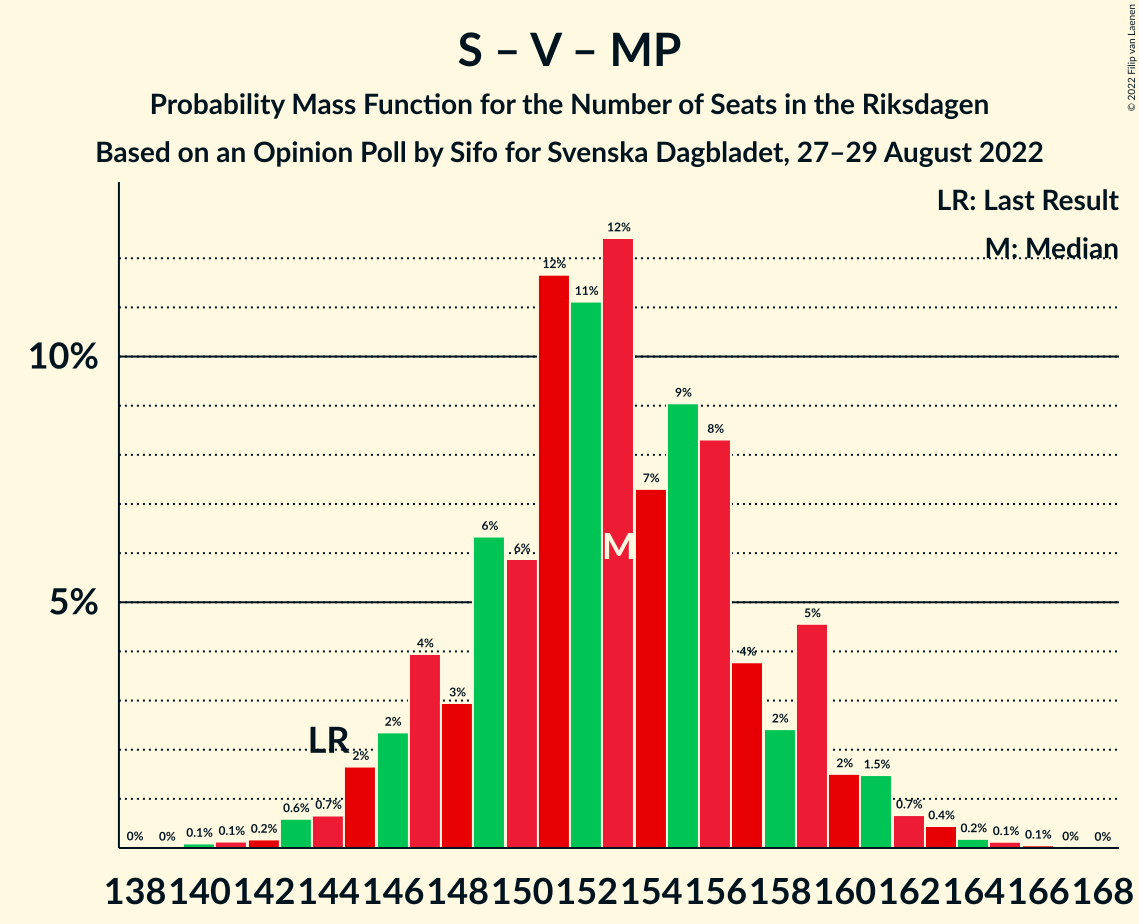 S – V – MP
Probability Mass Function for the Number of Seats in the Riksdagen
Based on an Opinion Poll by Sifo for Svenska Dagbladet, 27–29 August 2022
© 2022 Filip van Laenen
LR: Last Result
M: Median
10%
5%
0% 0% 0.1% 0.1% 0.2% 0.6% 0.7% 2% 2% 4% 3% 6% 6% 12% 11% 12% 7% 9% 8% 4% 2% 5% 2% 1.5% 0.7% 0.4% 0.2% 0.1% 0.1% 0% 0%
LR
M
138 140 142 144 146 148 150 152 154 156 158 160 162 164 166 168